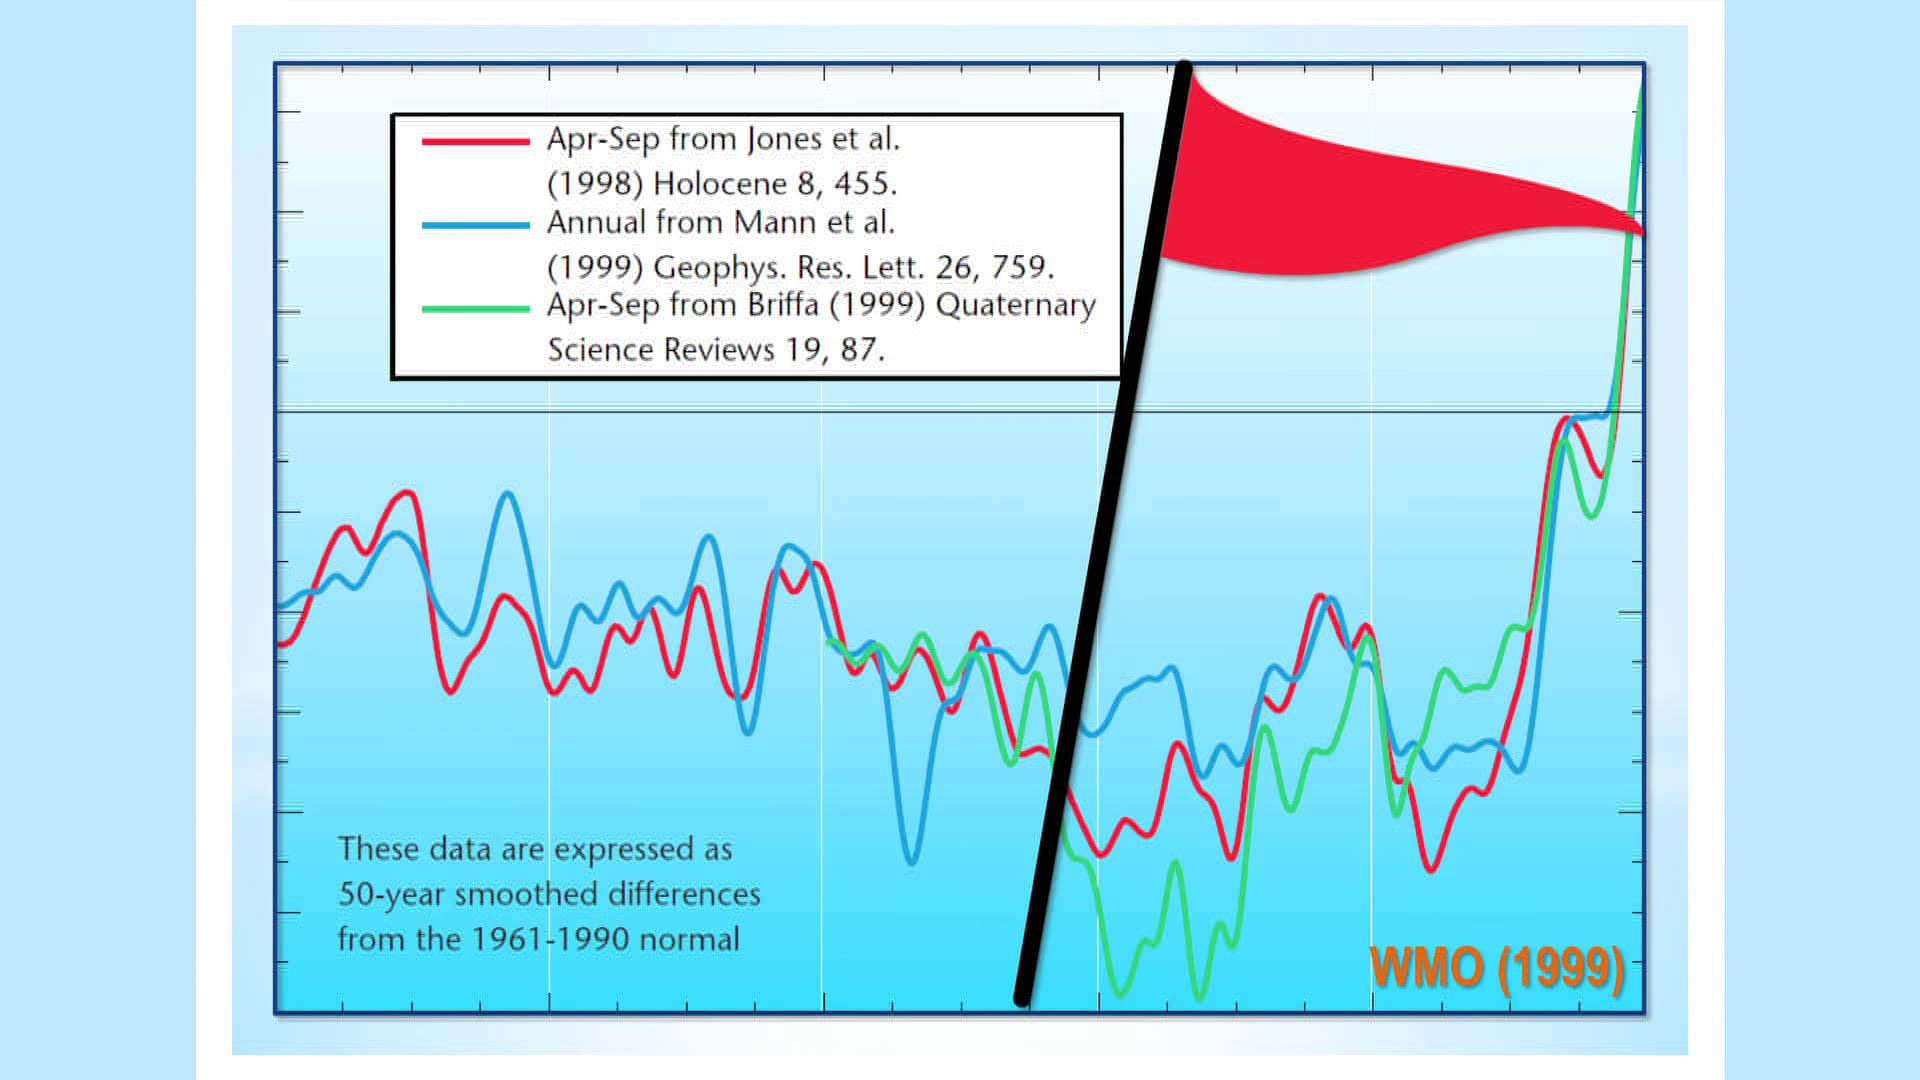 Apr-Sep from Jones et al.
(1998) Holocene 8, 455.
Annual from Mann et al.
(1999) Geophys. Res. Lett. 26, 759.
Apr-Sep from Briffa (1999) Quaternary
Science Reviews 19, 87.
These data are expressed as
50-year smoothed differences
from the 1961-1990 normal
WMO (1999)